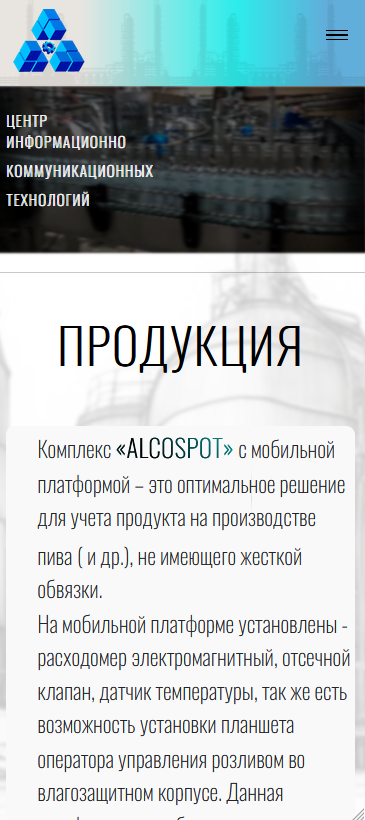 ЦЕНТР
ИНФОРМАЦИОННО
КОММУНИКАЦИОННЫХ
ТЕХНОЛОГИЙ
ПРОДУКЦИЯ
Комплекс «ALCOSPOT» с мобильной
платформой – это оптимальное решение
для учета продукта на производстве
пива ( и др.), не имеющего жесткой
обвязки.
На мобильной платформе установлены -
расходомер электромагнитный, отсечной
клапан, датчик температуры, так же есть
возможность установки планшета
оператора управления розливом во
влагозащитном корпусе. Данная